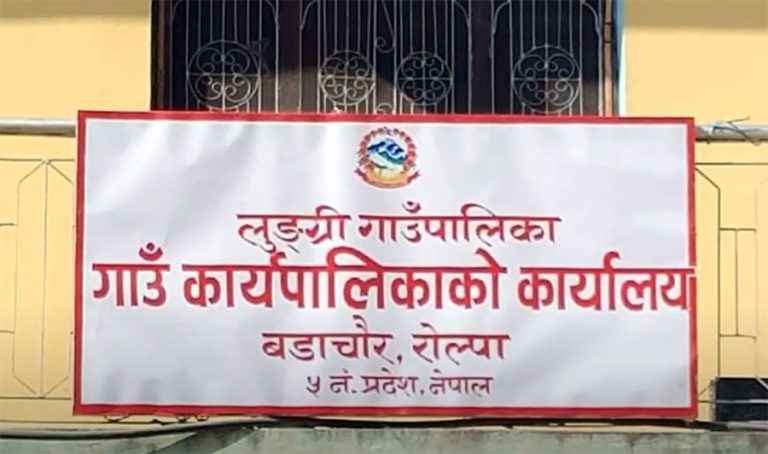 लुङ्ग्री गाउँपालिका
गाउँ कार्यपालिकाको कार्यालय
बडाचौर, रोल्पा
५ नं. प्रदेश, नेपाल